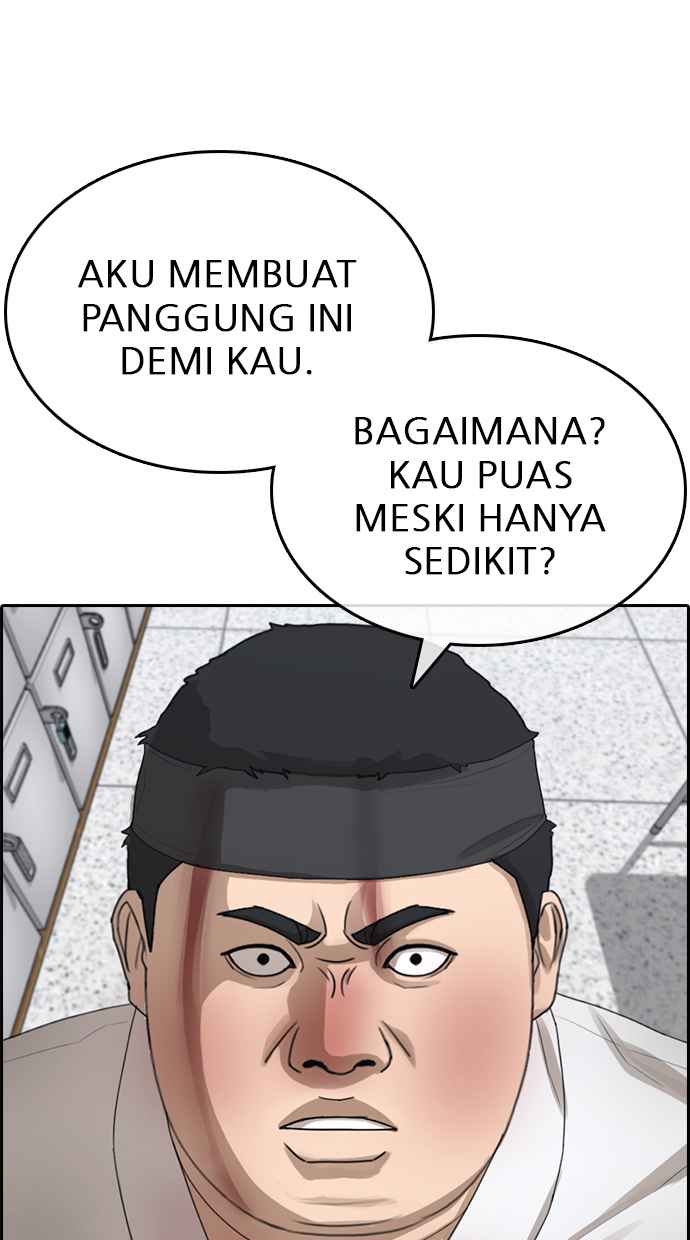 AKU MEMBUAT
PANGGUNG INI
DEMI KAU.
BAGAIMANA?
KAU PUAS
MESKI HANYA
SEDIKIT?